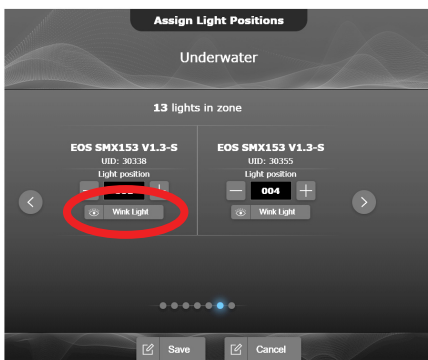 Assign Light Positions
Underwater
13 lights in zone
EOS SMX153 V1.3-S
UID: 30338
Light position
Wink Light
EOS SMX153 V1.3-S
UID: 30355
Light position
— 004 +
Wink Light
Save
Cancel